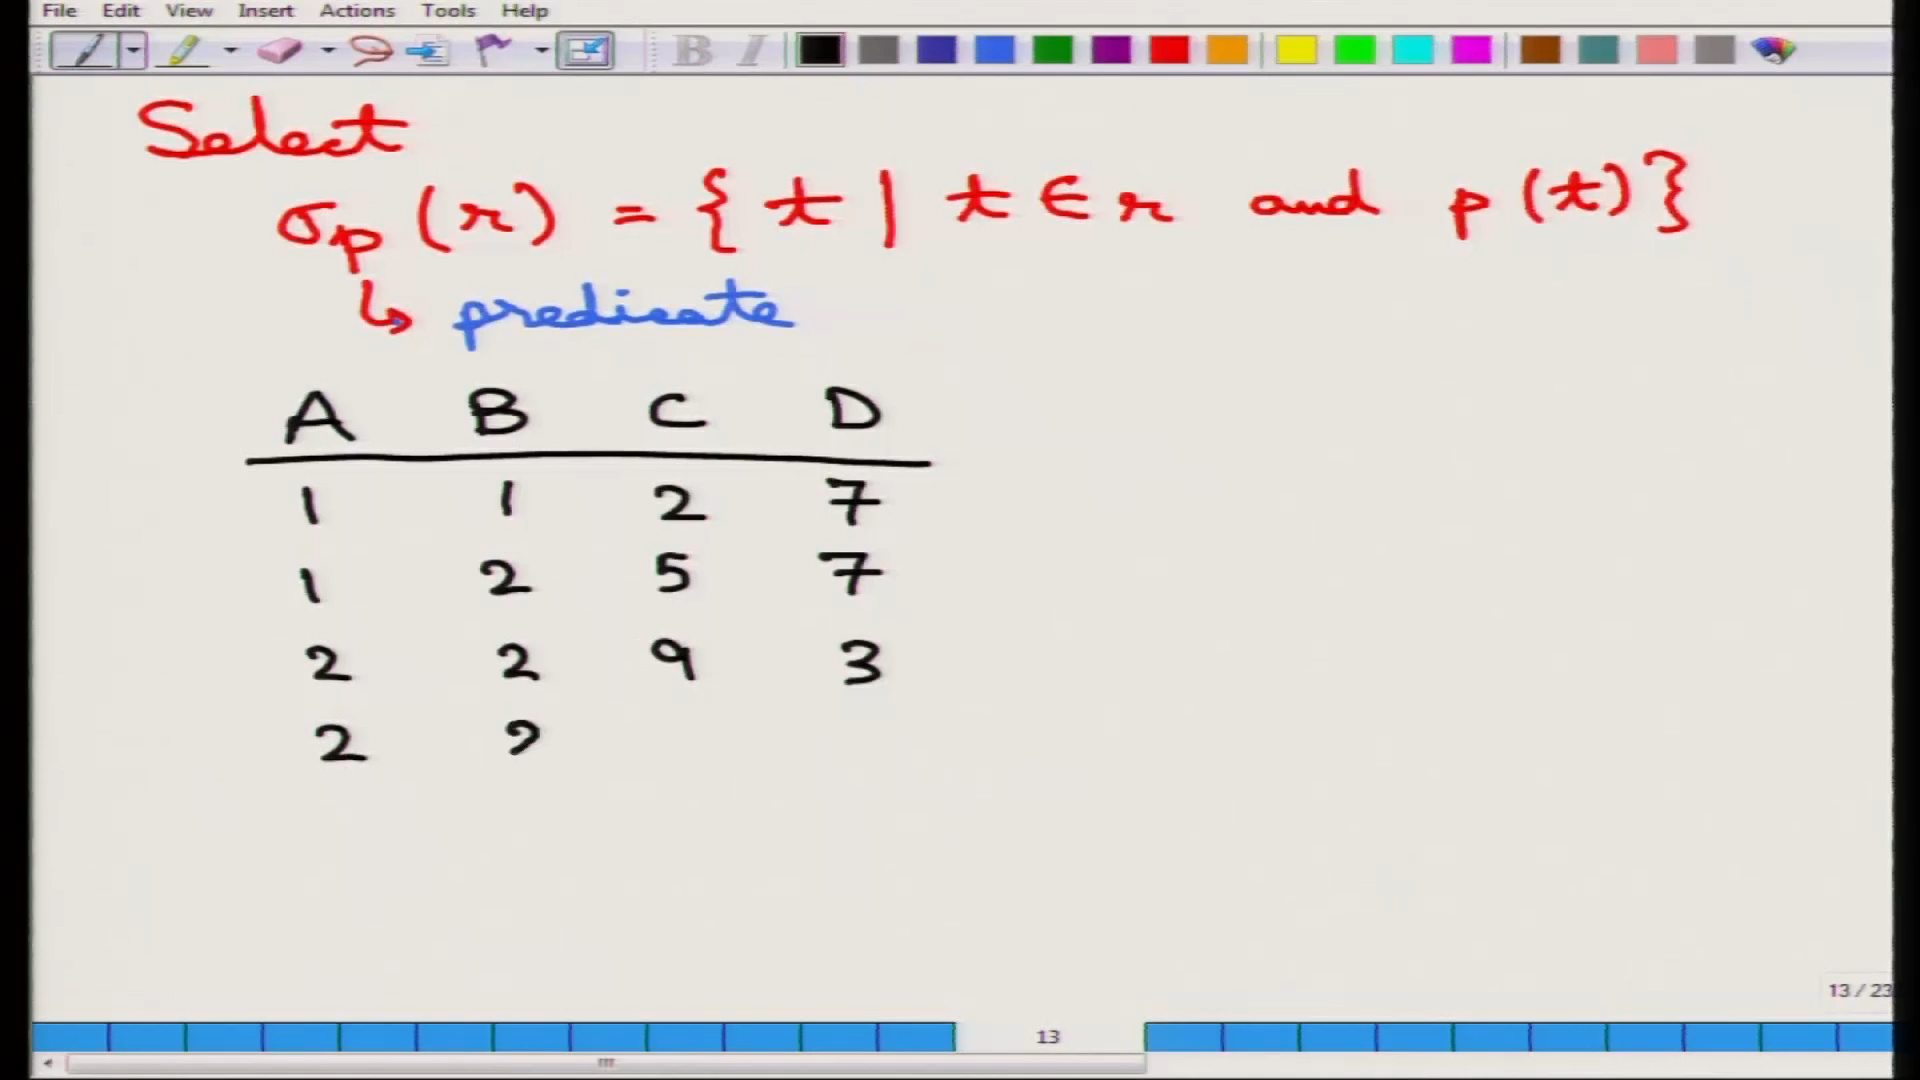 File Edit View Insert Actions Tools Help
B I
Select
σp (r) = { t | t ∈ r and p (t) }
↳ predicate
A B C D
1 1 2 7
1 2 5 7
2 2 9 3
2
13 / 23
13